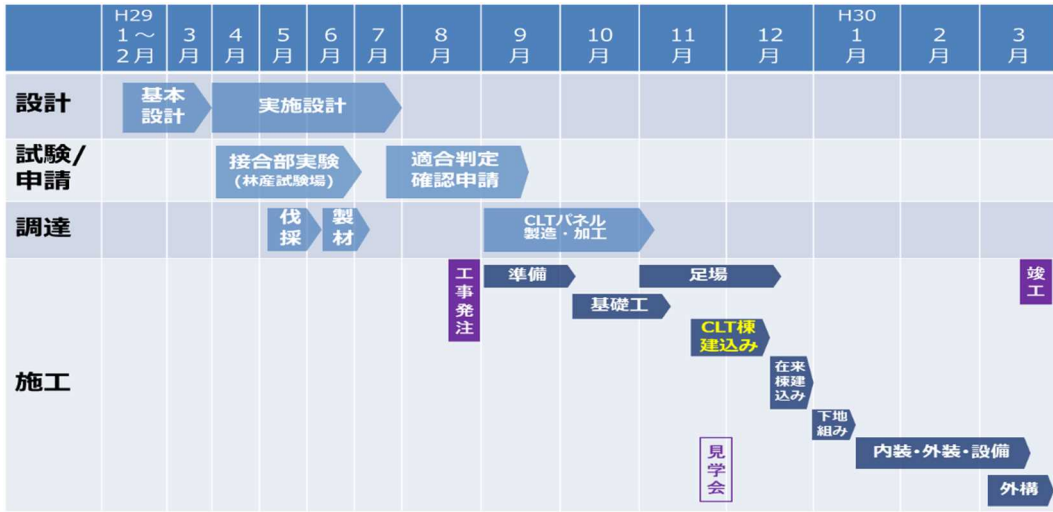 H29
1～
2月
3
月
4
月
5
月
6
月
7
月
8
月
9
月
10
月
11
月
12
月
H30
1
月
2
月
3
月
設計
基本
設計
実施設計
試験/
申請
接合部実験
(林産試験場)
適合判定
確認申請
調達
伐
採
製
材
CLTパネル
製造・加工
施工
工
事
発
注
準備
足場
竣
工
基礎工
CLT棟
建込み
在来
棟建
込み
下地
組み
見
学
会
内装・外装・設備
外構